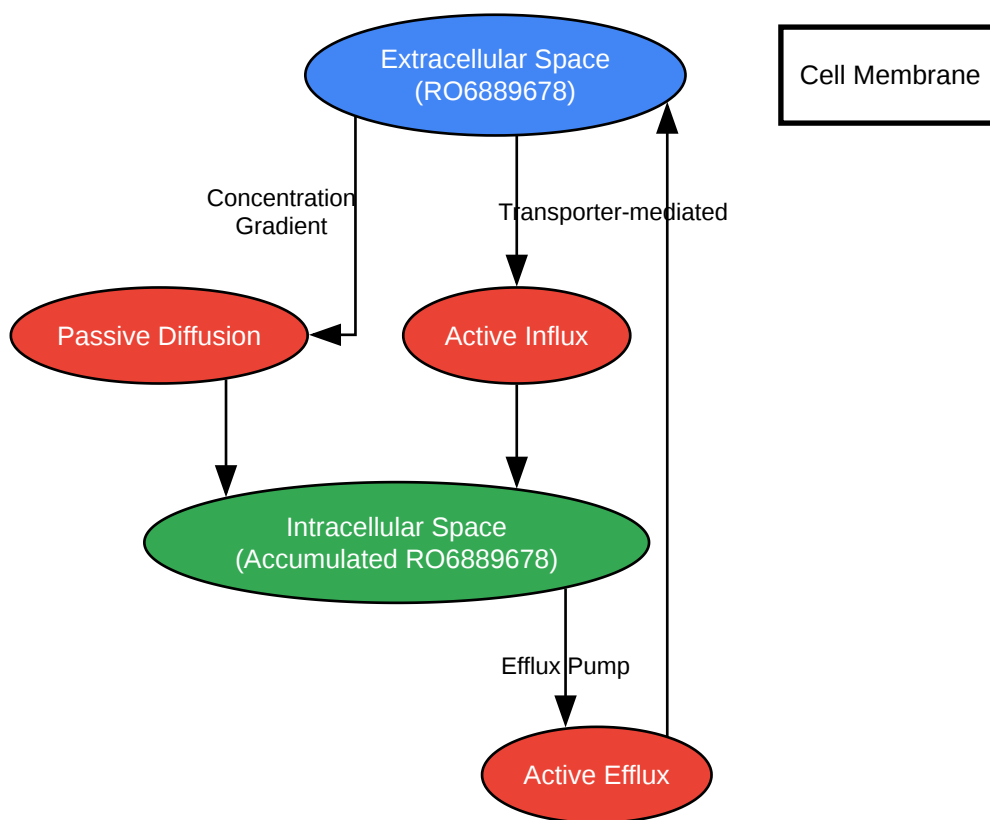 Extracellular Space
(RO6889678)
Cell Membrane
Concentration
Gradient
Transporter-mediated
Passive Diffusion
Active Influx
Intracellular Space
(Accumulated RO6889678)
Efflux Pump
Active Efflux